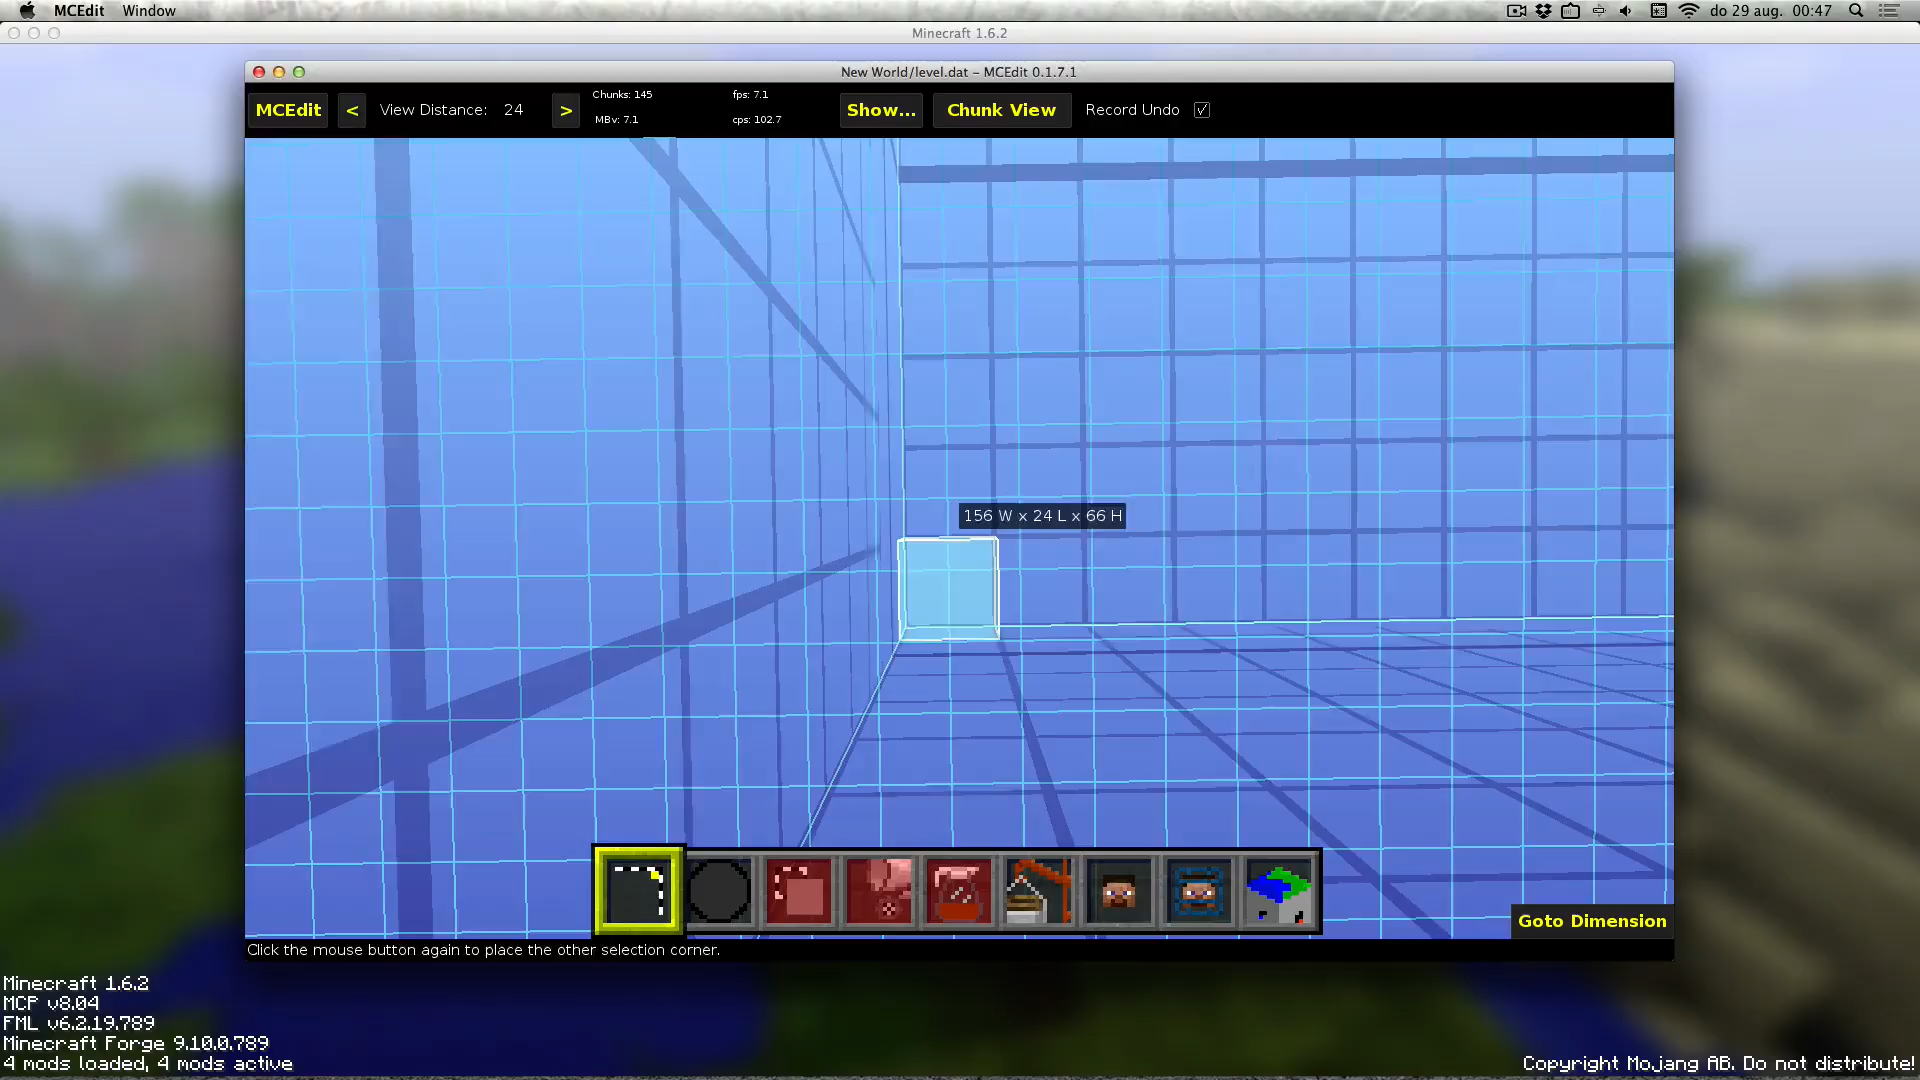 MCEdit Window do 29 aug. 00:47
Minecraft 1.6.2
New World/level.dat – MCEdit 0.1.7.1
MCEdit < View Distance: 24 > Chunks: 145 fps: 7.1 Show... Chunk View Record Undo
MBv: 7.1 cps: 102.7
156 W x 24 L x 66 H
Goto Dimension
Click the mouse button again to place the other selection corner.
Minecraft 1.6.2
MCP v8.04
FML v6.2.19.789
Minecraft Forge 9.10.0.789
4 mods loaded, 4 mods active
Copyright Mojang AB. Do not distribute!